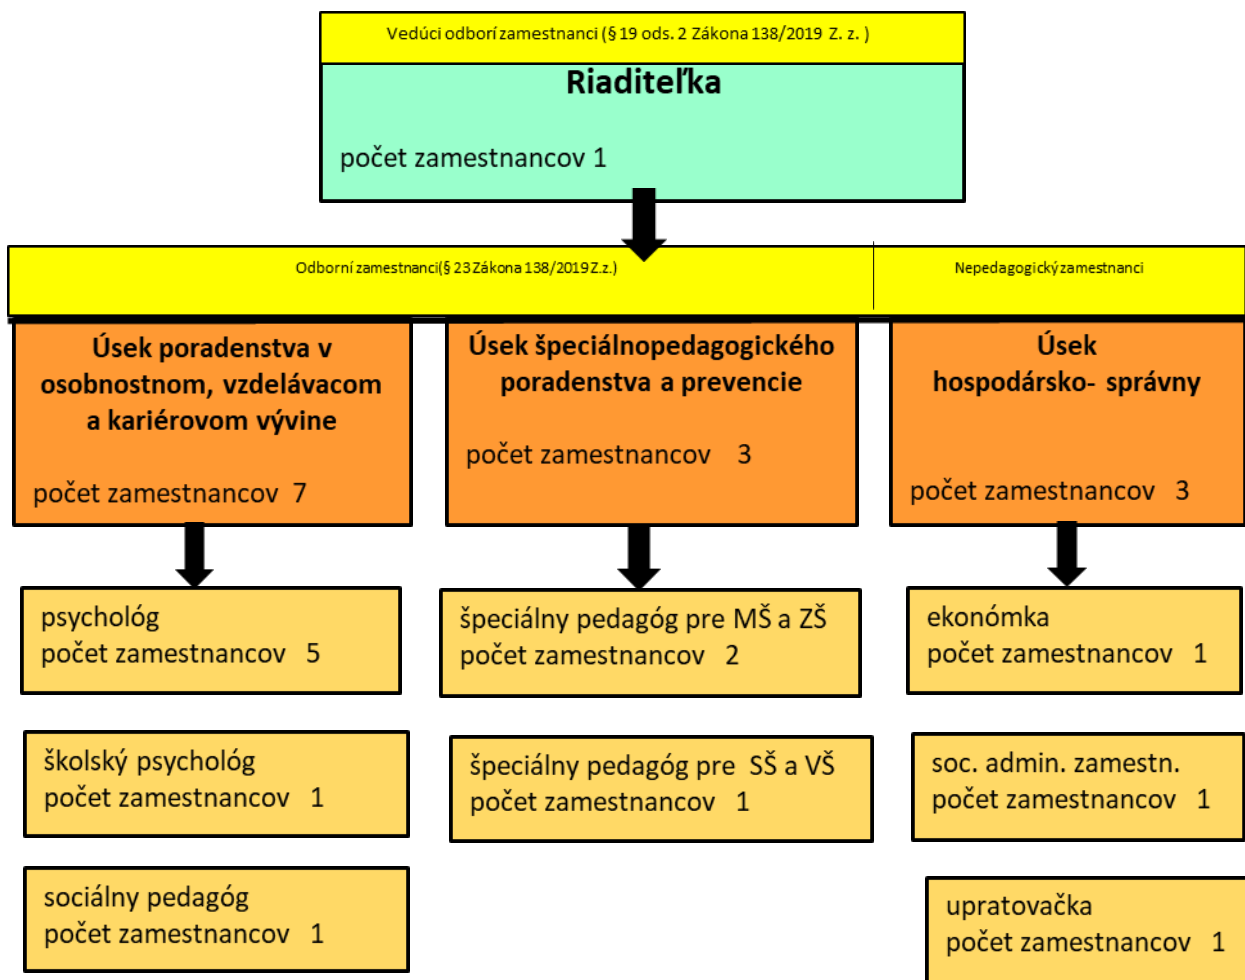 Vedúci odborí zamestnanci (§ 19 ods. 2 Zákona 138/2019 Z. z. )
Riaditeľka
počet zamestnancov 1
Odborní zamestnanci(§ 23 Zákona 138/2019 Z.z.)
Nepedagogický zamestnanci
Úsek poradenstva v
osobnostnom, vzdelávacom
a kariérovom vývine
počet zamestnancov 7
Úsek špeciálnopedagogického
poradenstva a prevencie
počet zamestnancov 3
Úsek
hospodársko- správny
počet zamestnancov 3
psychológ
počet zamestnancov 5
špeciálny pedagóg pre MŠ a ZŠ
počet zamestnancov 2
ekonómka
počet zamestnancov 1
školský psychológ
počet zamestnancov 1
špeciálny pedagóg pre SŠ a VŠ
počet zamestnancov 1
soc. admin. zamestn.
počet zamestnancov 1
sociálny pedagóg
počet zamestnancov 1
upratovačka
počet zamestnancov 1